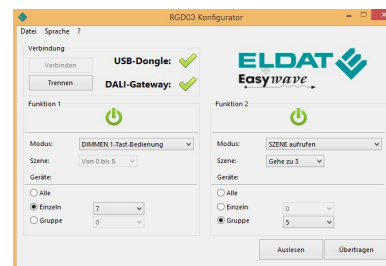 RGD03 Konfigurator
Datei Sprache ?
Verbindung
Verbinden
USB-Dongle:
Trennen
DALI-Gateway:
ELDAT
Easywave
Funktion 1
Modus: DIMMEN 1-Tast-Bedienung
Szene: Von 0 bis 8
Geräte:
Alle
Einzeln 7
Gruppe 0
Funktion 2
Modus: SZENE aufrufen
Szene: Gehe zu 3
Geräte:
Alle
Einzeln 0
Gruppe 5
Auslesen Übertragen